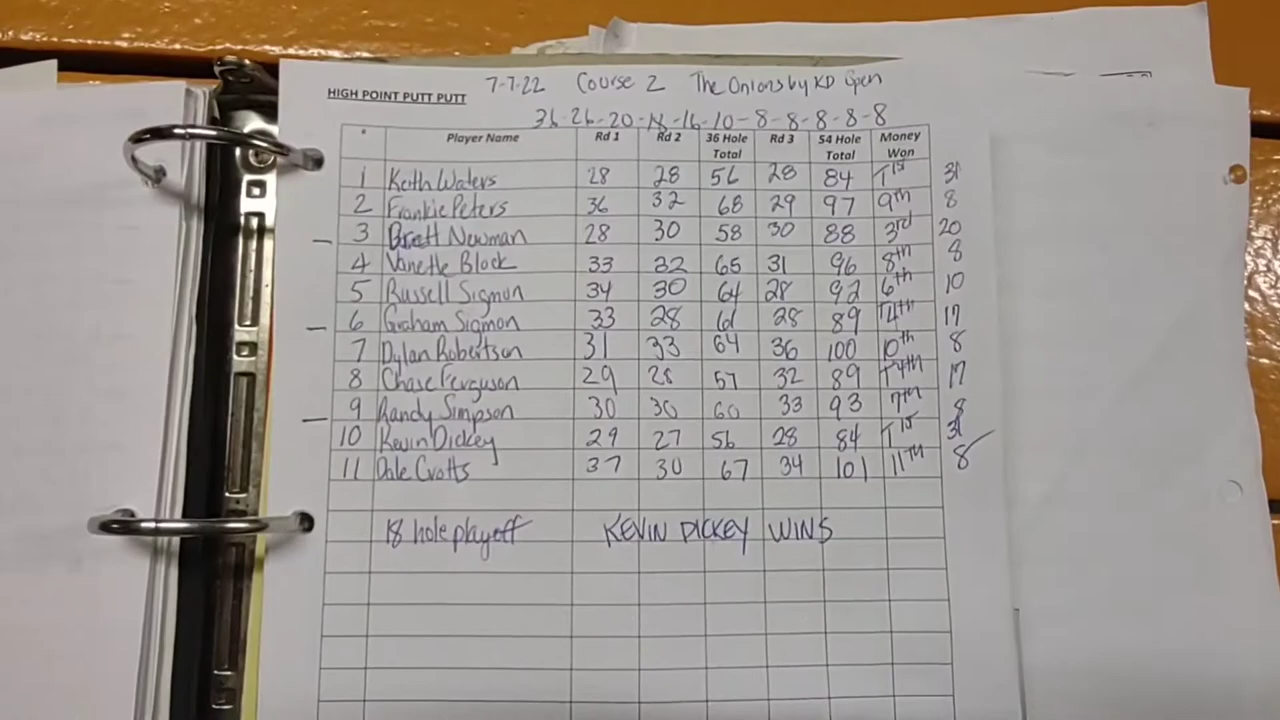 7-7-22 Course 2 The Onions by KD Open
HIGH POINT PUTT PUTT
36-26-20-18-16-10-8-8-8-8-8
# Player Name Rd 1 Rd 2 36 Hole Total Rd 3 54 Hole Total Money Won
1 Keith Waters 28 28 56 28 84 T1st 31
2 Frankie Peters 36 32 68 29 97 9th 8
3 Brett Newman 28 30 58 30 88 3rd 20
4 Vanette Block 33 32 65 31 96 8th 8
5 Russell Sigmon 34 30 64 28 92 6th 10
6 Graham Sigmon 33 28 61 28 89 T4th 17
7 Dylan Robertson 31 33 64 36 100 10th 8
8 Chase Ferguson 29 28 57 32 89 T4th 17
9 Randy Simpson 30 30 60 33 93 7th 8
10 Kevin Dickey 29 27 56 28 84 T1st 31
11 Dale Crotts 37 30 67 34 101 11TH 8
18 hole playoff KEVIN DICKEY WINS